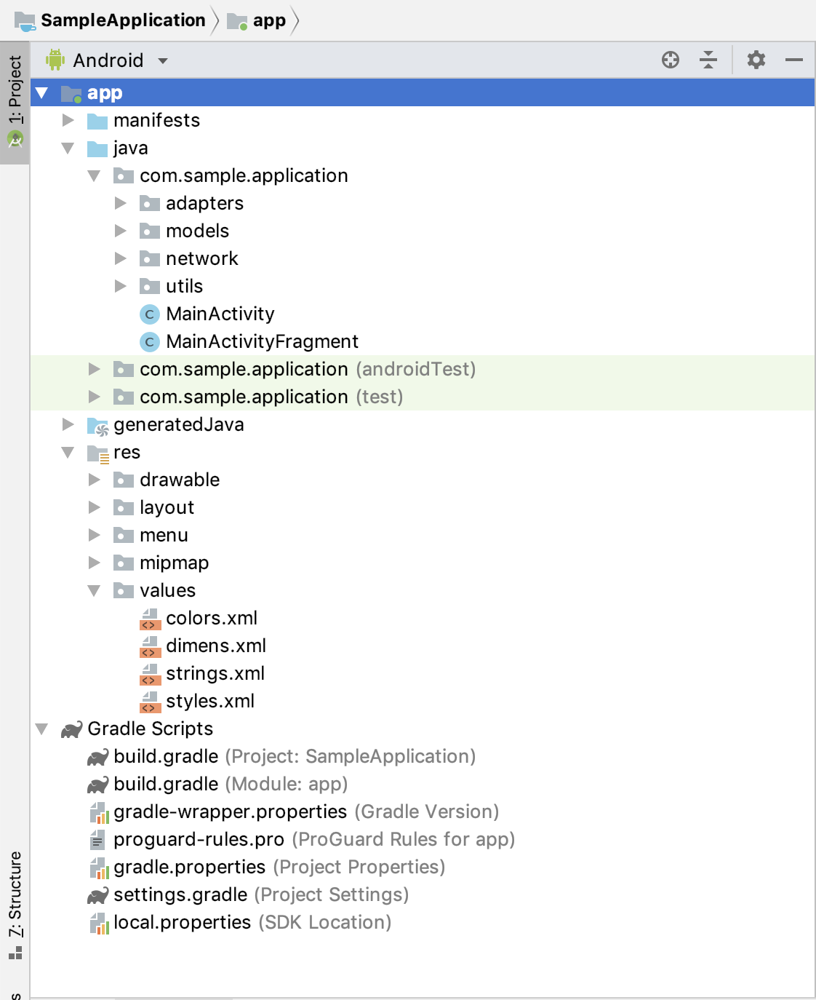 SampleApplication app
1: Project
Android
app
manifests
java
com.sample.application
adapters
models
network
utils
C MainActivity
C MainActivityFragment
com.sample.application (androidTest)
com.sample.application (test)
generatedJava
res
drawable
layout
menu
mipmap
values
<> colors.xml
<> dimens.xml
<> strings.xml
<> styles.xml
Gradle Scripts
build.gradle (Project: SampleApplication)
build.gradle (Module: app)
gradle-wrapper.properties (Gradle Version)
proguard-rules.pro (ProGuard Rules for app)
gradle.properties (Project Properties)
settings.gradle (Project Settings)
local.properties (SDK Location)
7: Structure